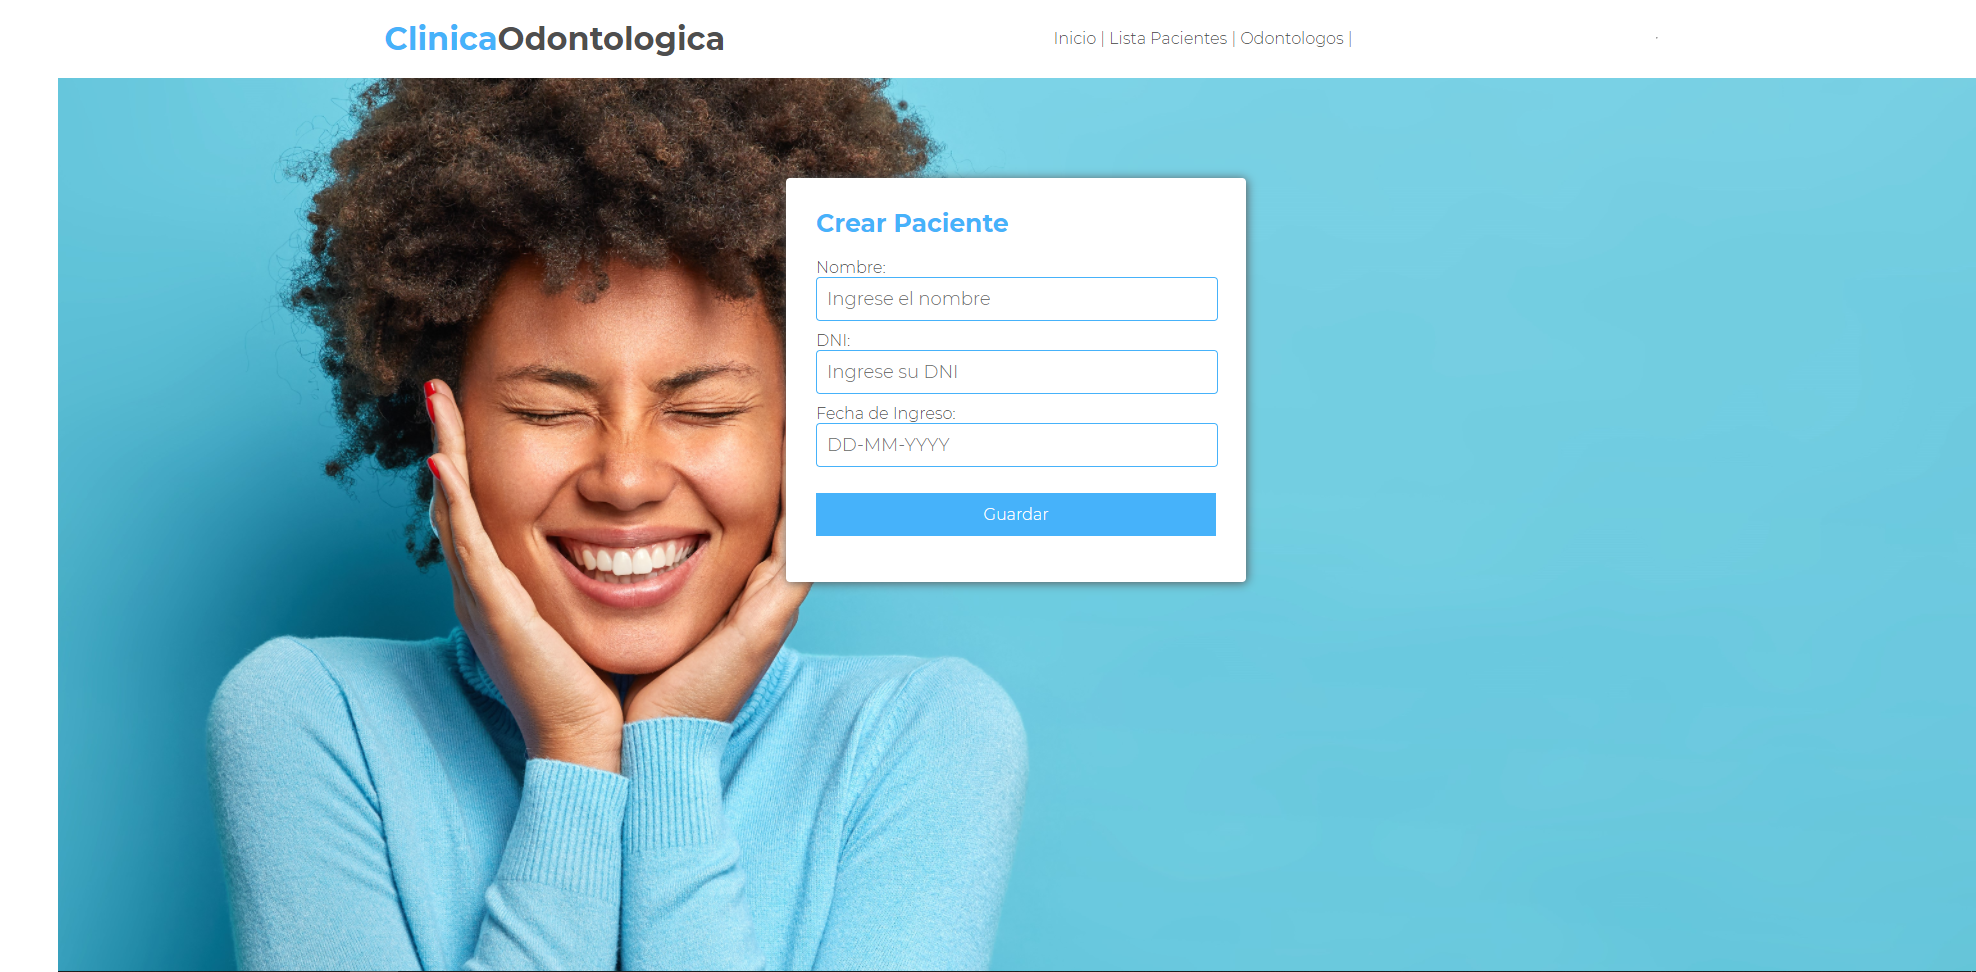 ClinicaOdontologica
Inicio | Lista Pacientes | Odontologos |
Crear Paciente
Nombre:
Ingrese el nombre
DNI:
Ingrese su DNI
Fecha de Ingreso:
DD-MM-YYYY
Guardar